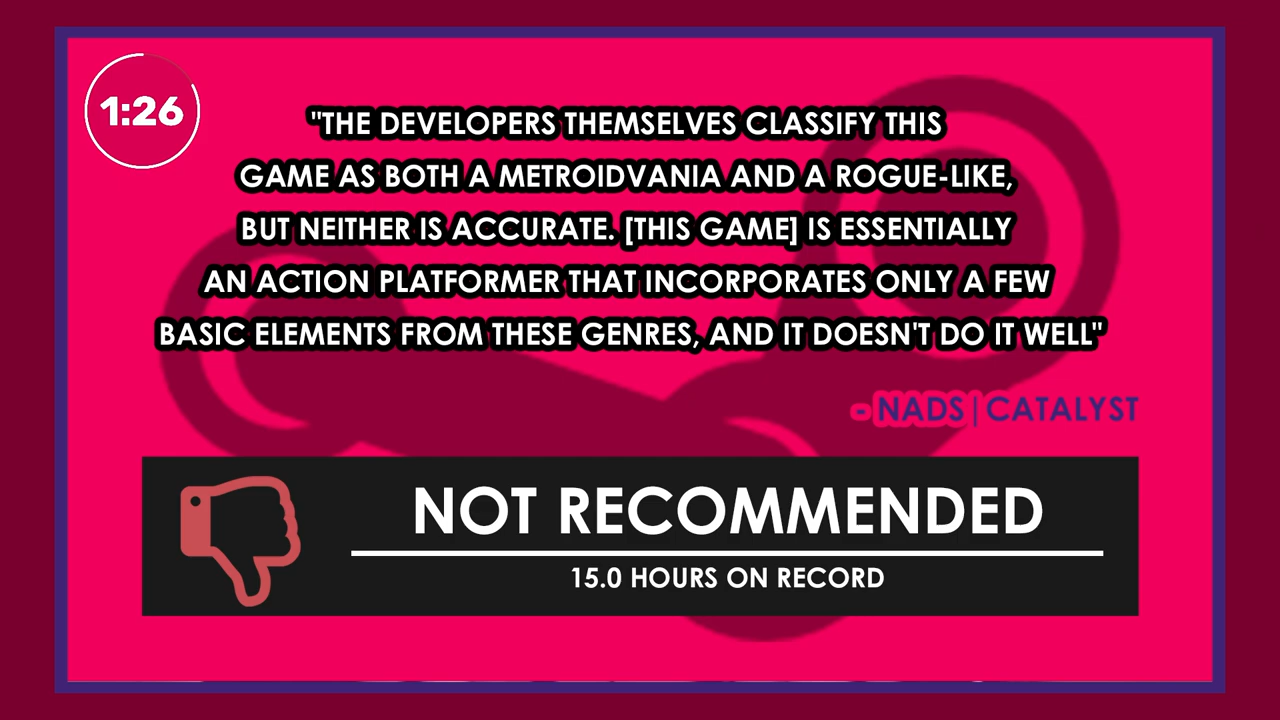 1:26
"THE DEVELOPERS THEMSELVES CLASSIFY THIS
GAME AS BOTH A METROIDVANIA AND A ROGUE-LIKE,
BUT NEITHER IS ACCURATE. [THIS GAME] IS ESSENTIALLY
AN ACTION PLATFORMER THAT INCORPORATES ONLY A FEW
BASIC ELEMENTS FROM THESE GENRES, AND IT DOESN'T DO IT WELL"
- NADS|CATALYST
NOT RECOMMENDED
15.0 HOURS ON RECORD